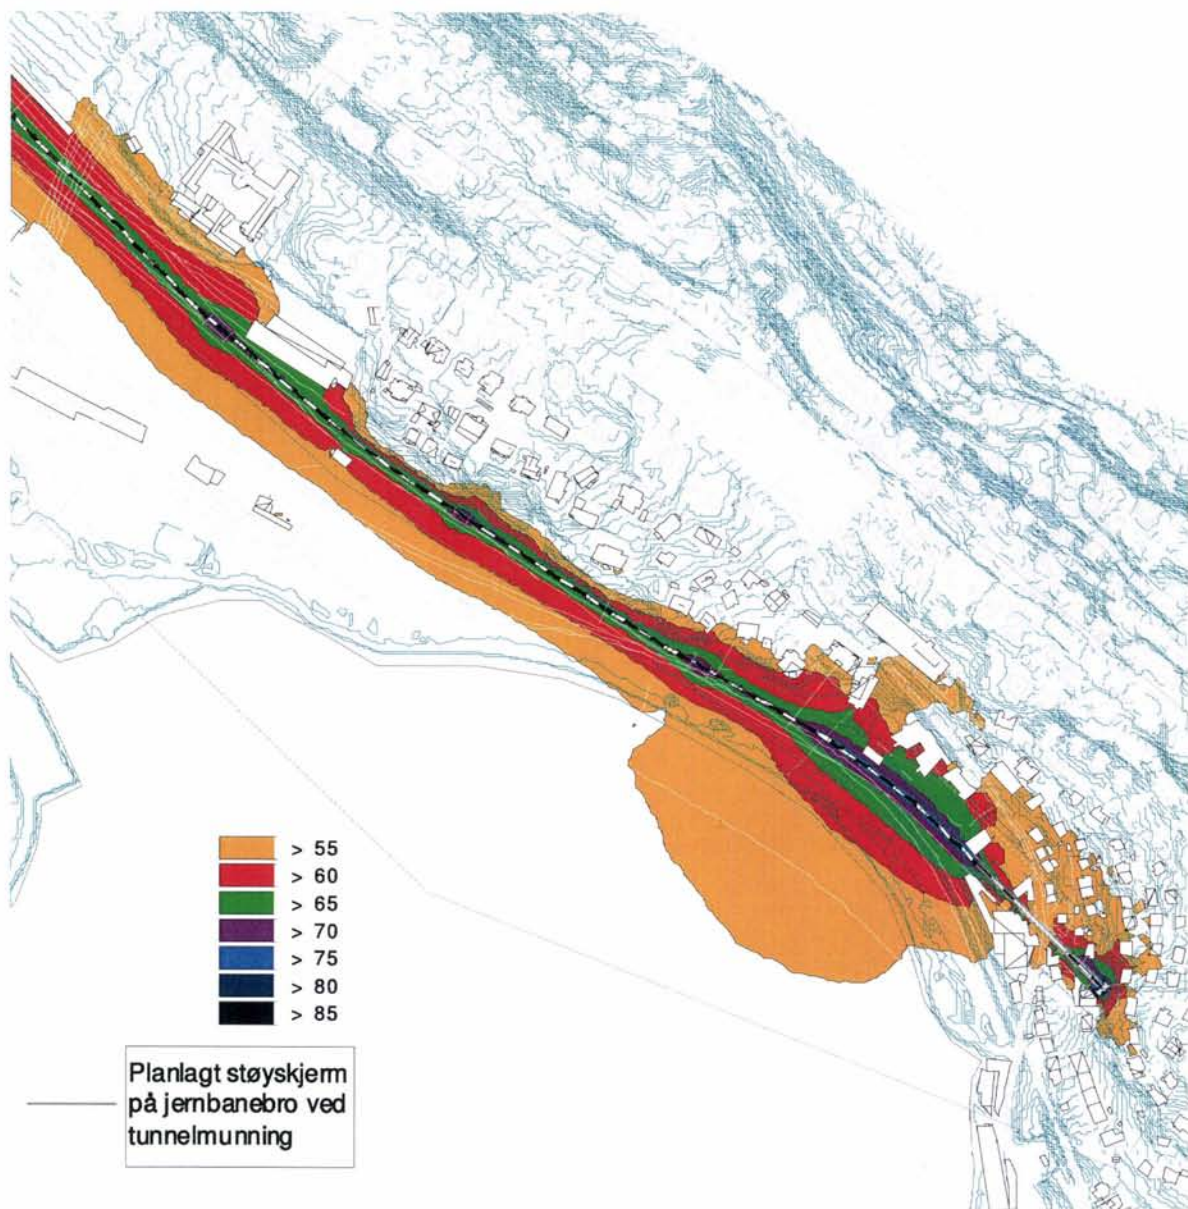 > 55
> 60
> 65
> 70
> 75
> 80
> 85
Planlagt støyskjerm
på jernbanebro ved
tunnelmunning